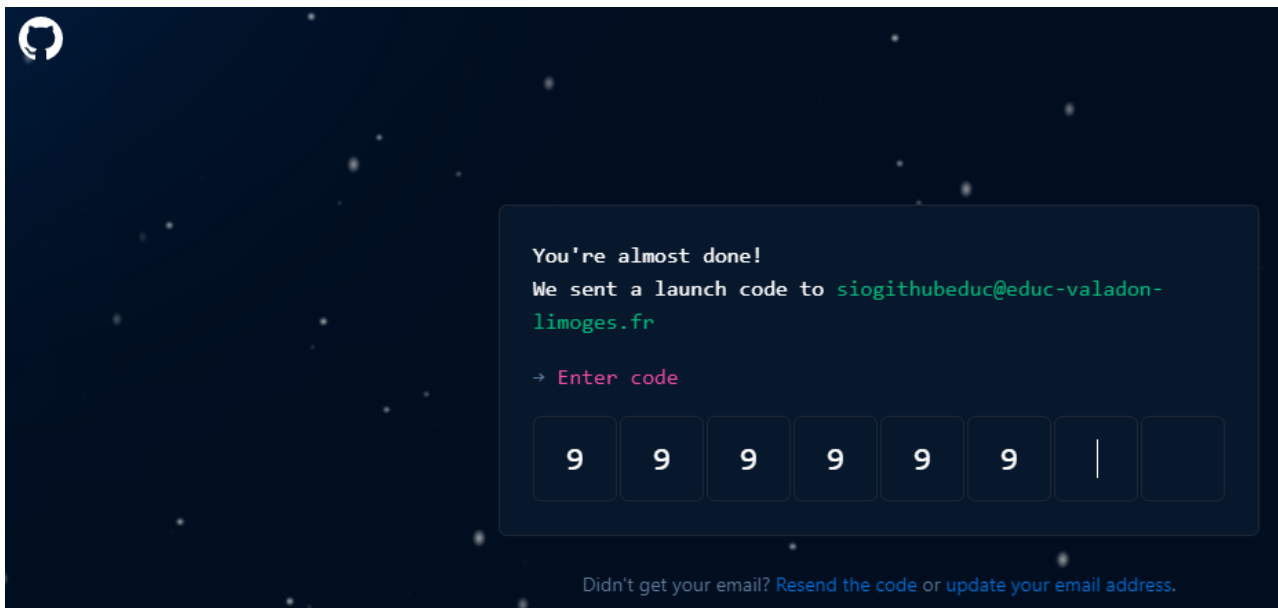 You're almost done!
We sent a launch code to siogithubeduc@educ-valadon-
limoges.fr
→ Enter code
9 9 9 9 9 9
Didn't get your email? Resend the code or update your email address.